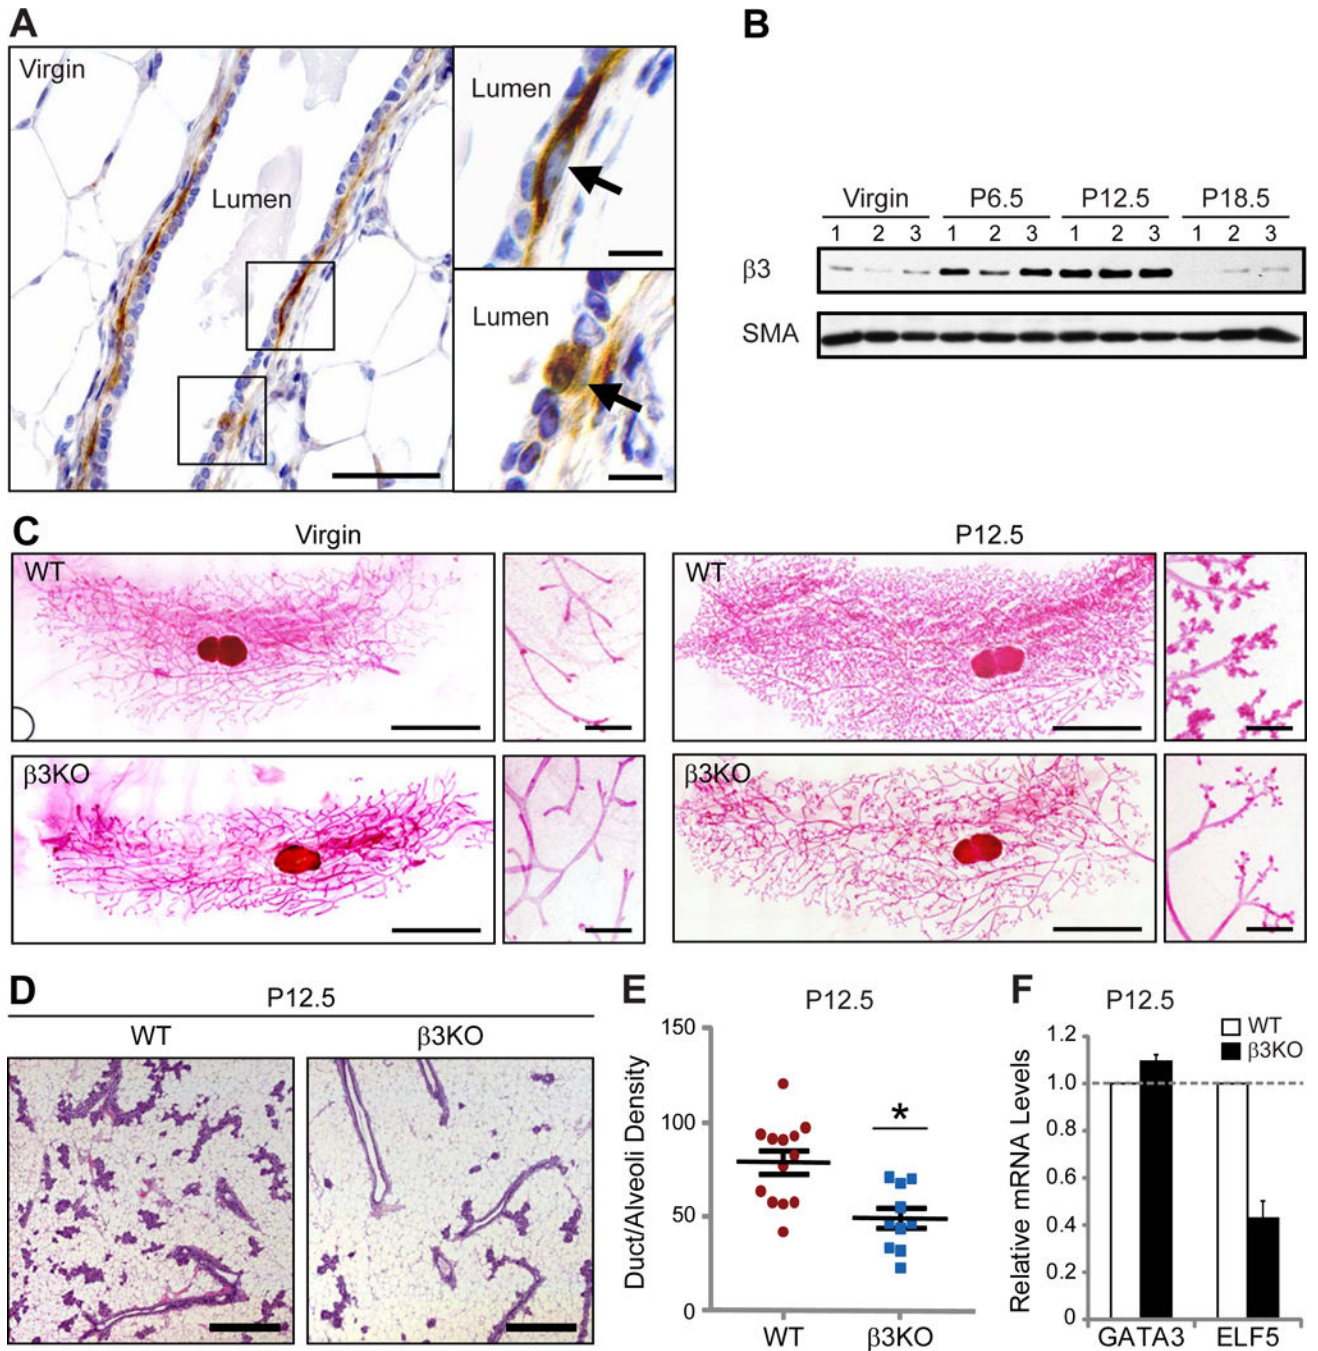 A
Virgin
Lumen
Lumen
Lumen
B
Virgin P6.5 P12.5 P18.5
1 2 3 1 2 3 1 2 3 1 2 3
β3
SMA
C
Virgin
P12.5
WT
WT
β3KO
β3KO
D
P12.5
WT β3KO
E
P12.5
Duct/Alveoli Density
150
100
50
0
*
WT β3KO
F
P12.5
WT
β3KO
Relative mRNA Levels
1.2
1.0
0.8
0.6
0.4
0.2
0
GATA3 ELF5